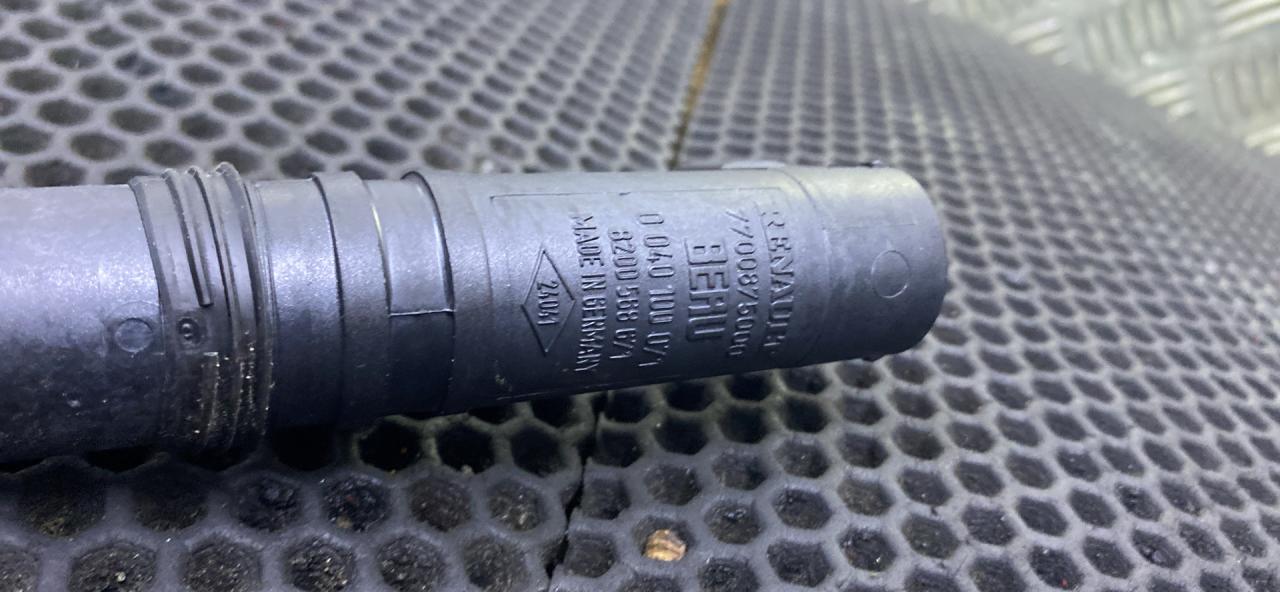 RENAULT
7700875000
BERU
0 040 100 071
8200 568 671
MADE IN GERMANY
2404